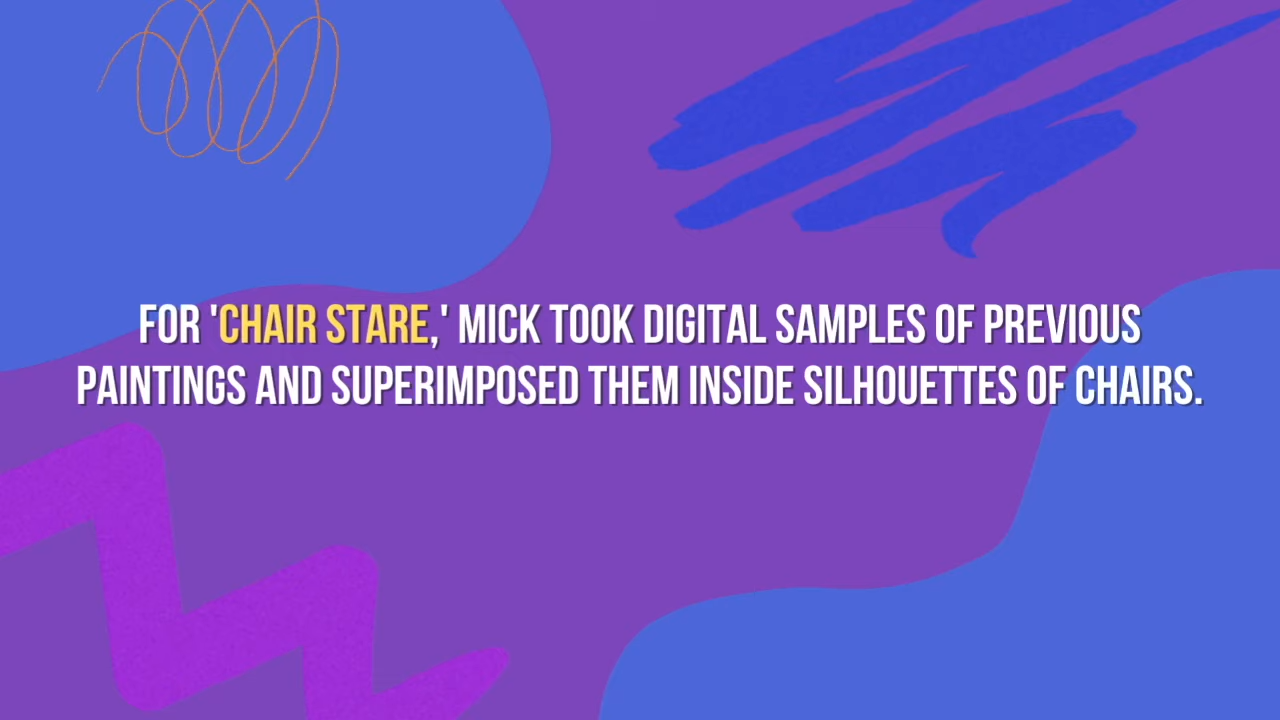 FOR 'CHAIR STARE,' MICK TOOK DIGITAL SAMPLES OF PREVIOUS
PAINTINGS AND SUPERIMPOSED THEM INSIDE SILHOUETTES OF CHAIRS.